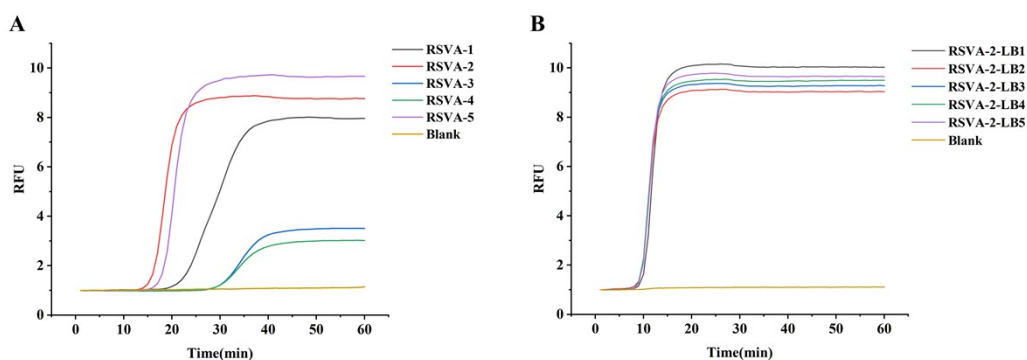 A
RFU
10
8
6
4
2
0
0 10 20 30 40 50 60
Time(min)
RSVA-1
RSVA-2
RSVA-3
RSVA-4
RSVA-5
Blank
B
RFU
10
8
6
4
2
0
0 10 20 30 40 50 60
Time(min)
RSVA-2-LB1
RSVA-2-LB2
RSVA-2-LB3
RSVA-2-LB4
RSVA-2-LB5
Blank